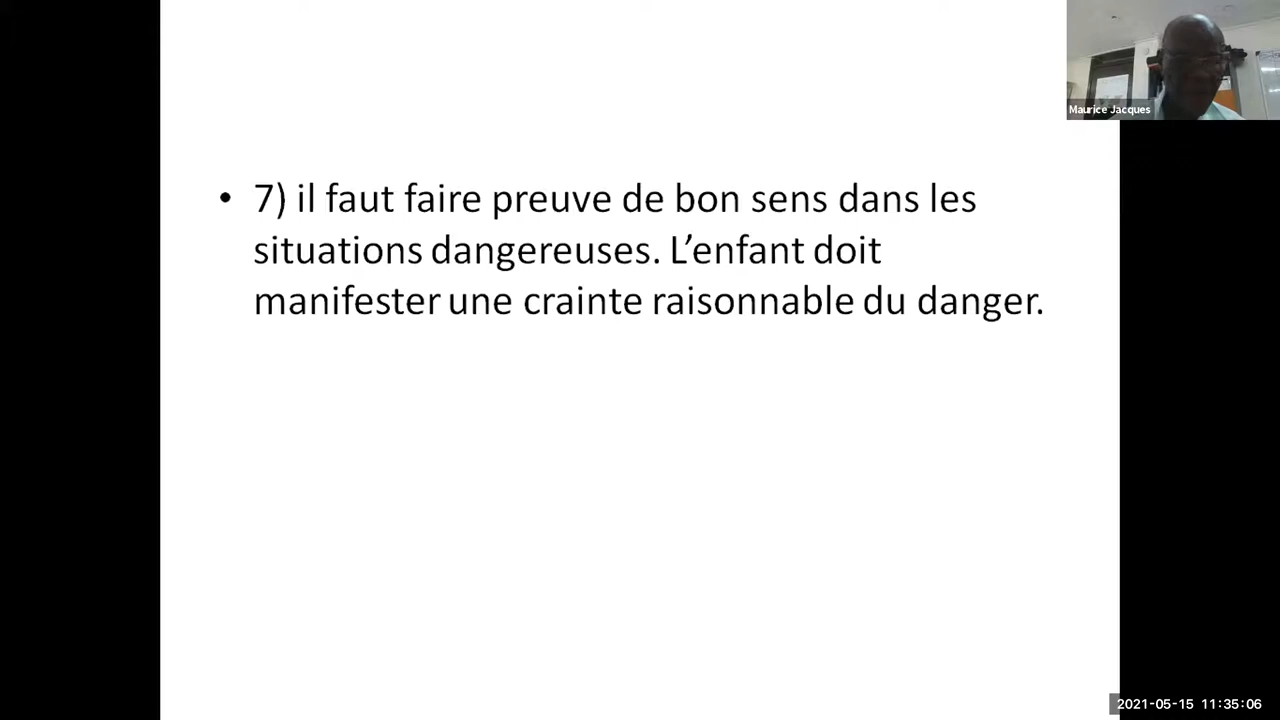 Maurice Jacques
• 7) il faut faire preuve de bon sens dans les
situations dangereuses. L’enfant doit
manifester une crainte raisonnable du danger.
2021-05-15 11:35:06